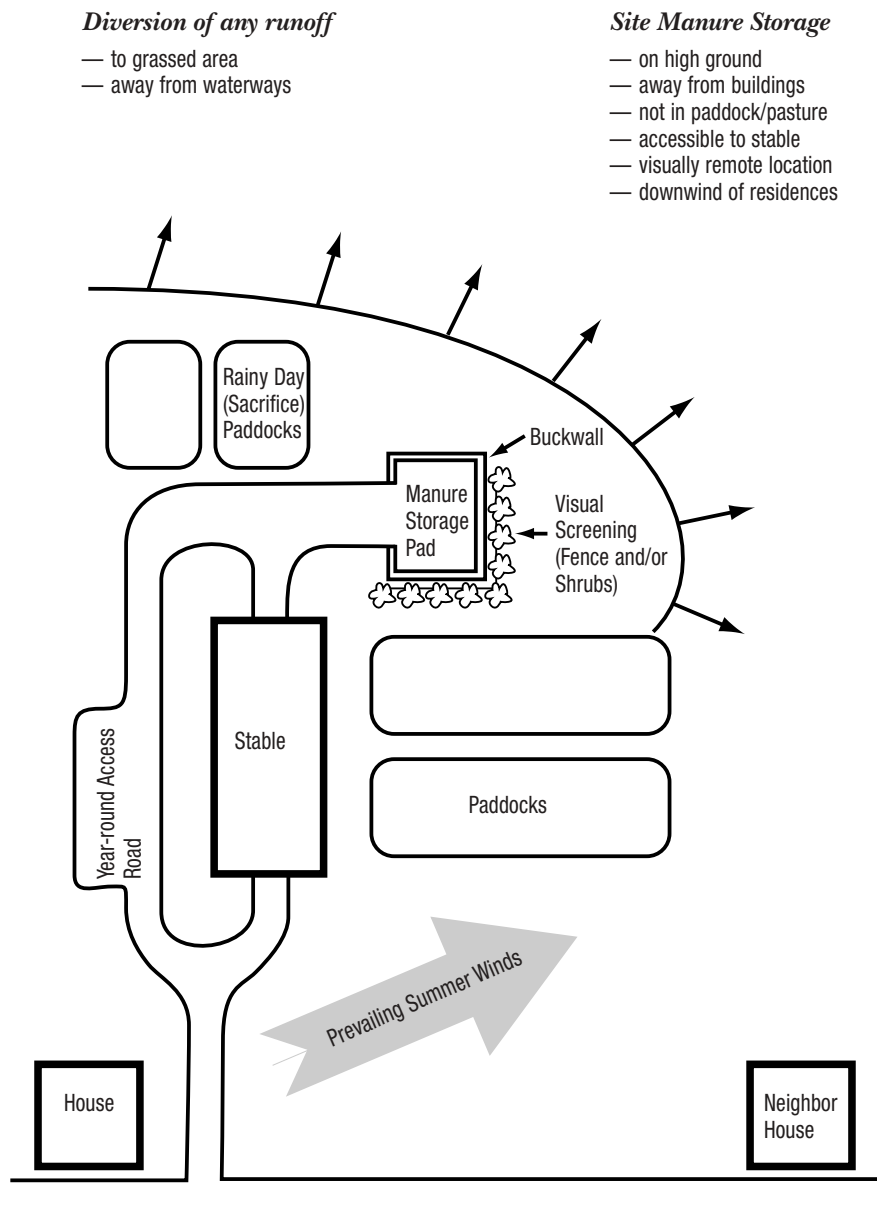 Diversion of any runoff
— to grassed area
— away from waterways
Site Manure Storage
— on high ground
— away from buildings
— not in paddock/pasture
— accessible to stable
— visually remote location
— downwind of residences
Rainy Day
(Sacrifice)
Paddocks
Buckwall
Manure
Storage
Pad
Visual
Screening
(Fence and/or
Shrubs)
Stable
Year-round Access
Road
Paddocks
Prevailing Summer Winds
House
Neighbor
House